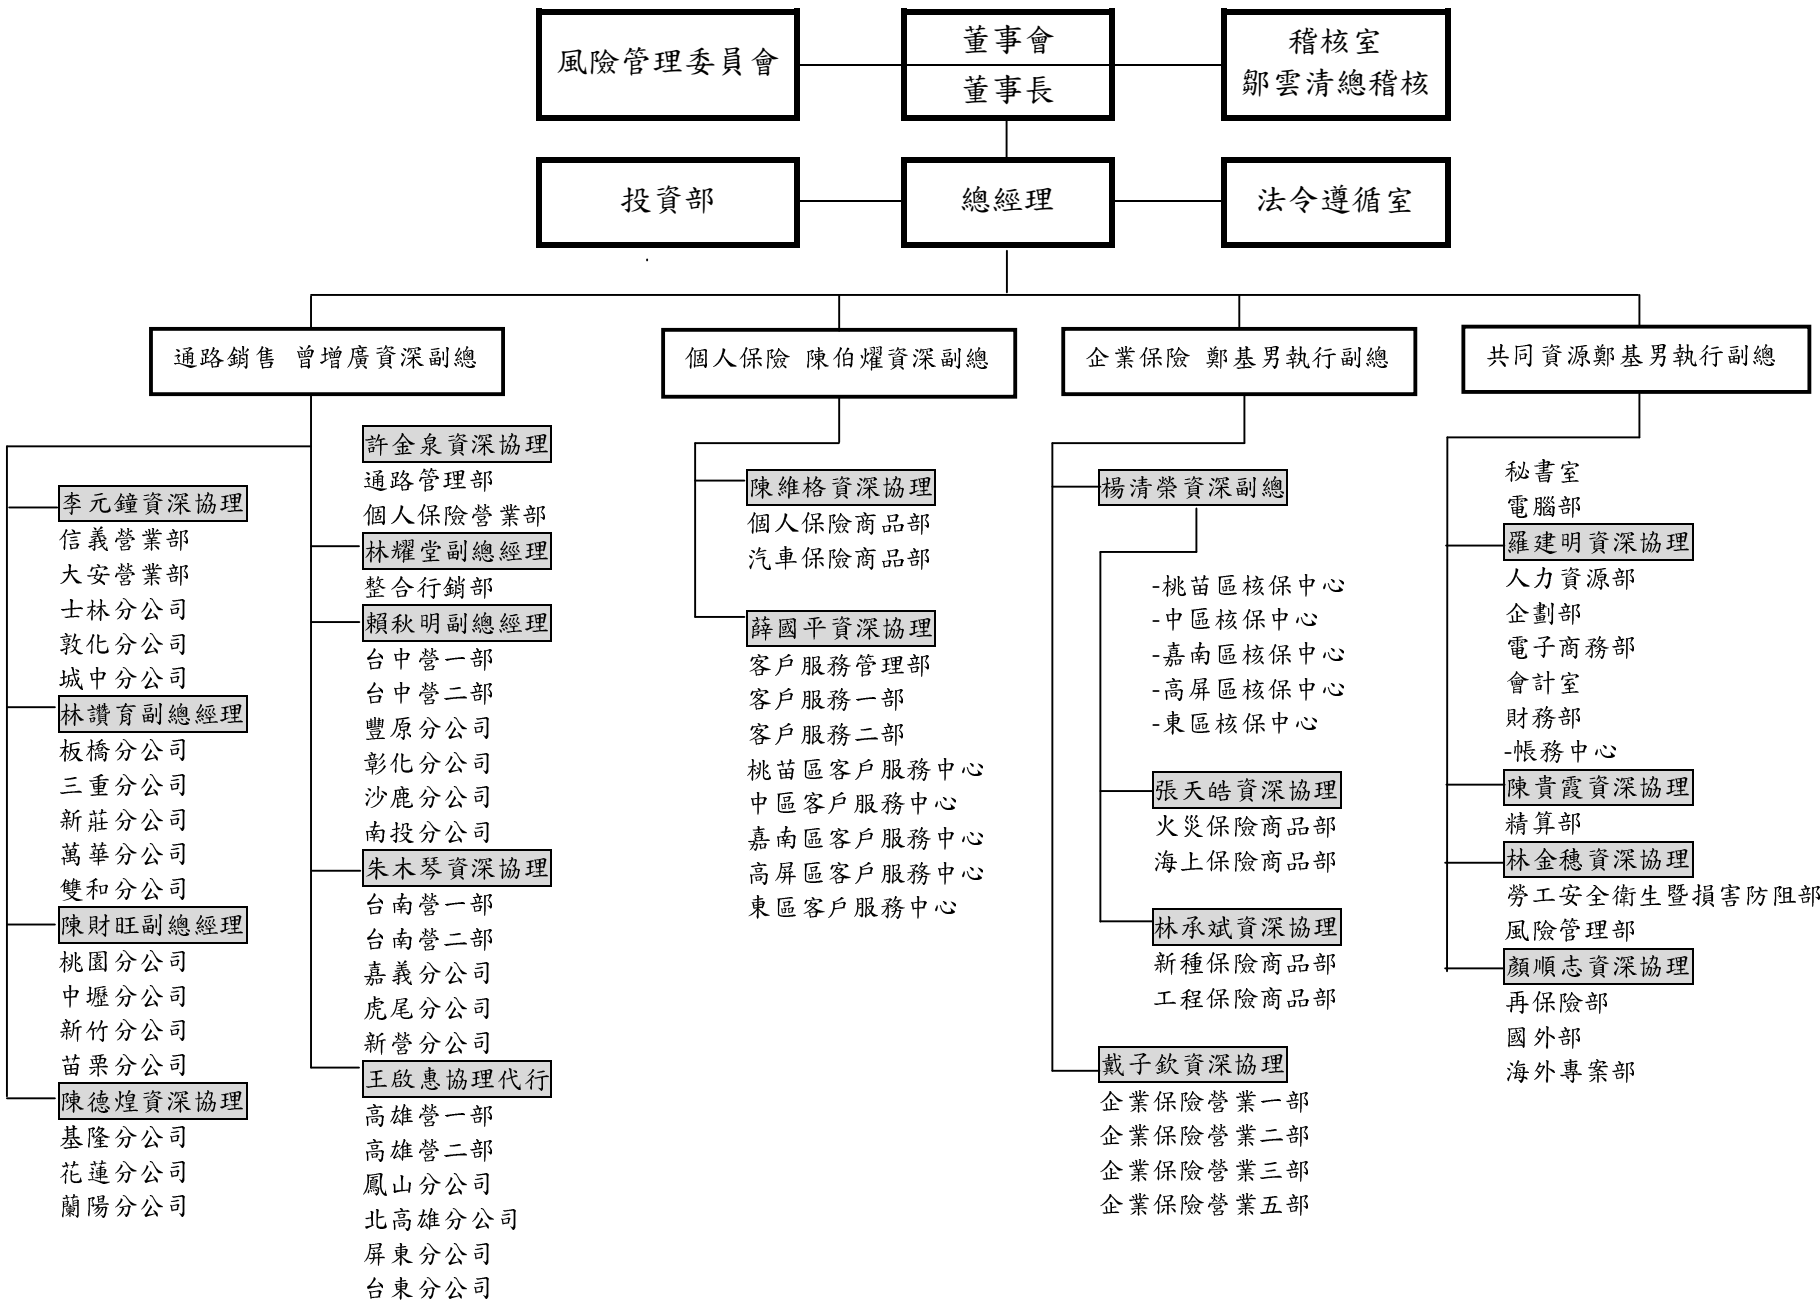 風險管理委員會
董事會
董事長
稽核室
鄒雲清總稽核
投資部
總經理
法令遵循室
通路銷售 曾增廣資深副總
李元鐘資深協理
信義營業部
大安營業部
士林分公司
敦化分公司
城中分公司
林讚育副總經理
板橋分公司
三重分公司
新莊分公司
萬華分公司
雙和分公司
陳財旺副總經理
桃園分公司
中壢分公司
新竹分公司
苗栗分公司
陳德煌資深協理
基隆分公司
花蓮分公司
蘭陽分公司
許金泉資深協理
通路管理部
個人保險營業部
林耀堂副總經理
整合行銷部
賴秋明副總經理
台中營一部
台中營二部
豐原分公司
彰化分公司
沙鹿分公司
南投分公司
朱木琴資深協理
台南營一部
台南營二部
嘉義分公司
虎尾分公司
新營分公司
王啟惠協理代行
高雄營一部
高雄營二部
鳳山分公司
北高雄分公司
屏東分公司
台東分公司
個人保險 陳伯燿資深副總
陳維格資深協理
個人保險商品部
汽車保險商品部
薛國平資深協理
客戶服務管理部
客戶服務一部
客戶服務二部
桃苗區客戶服務中心
中區客戶服務中心
嘉南區客戶服務中心
高屏區客戶服務中心
東區客戶服務中心
企業保險 鄭基男執行副總
楊清榮資深副總
-桃苗區核保中心
-中區核保中心
-嘉南區核保中心
-高屏區核保中心
-東區核保中心
張天皓資深協理
火災保險商品部
海上保險商品部
林承斌資深協理
新種保險商品部
工程保險商品部
戴子欽資深協理
企業保險營業一部
企業保險營業二部
企業保險營業三部
企業保險營業五部
共同資源鄭基男執行副總
秘書室
電腦部
羅建明資深協理
人力資源部
企劃部
電子商務部
會計室
財務部
-帳務中心
陳貴霞資深協理
精算部
林金穗資深協理
勞工安全衛生暨損害防阻部
風險管理部
顏順志資深協理
再保險部
國外部
海外專案部